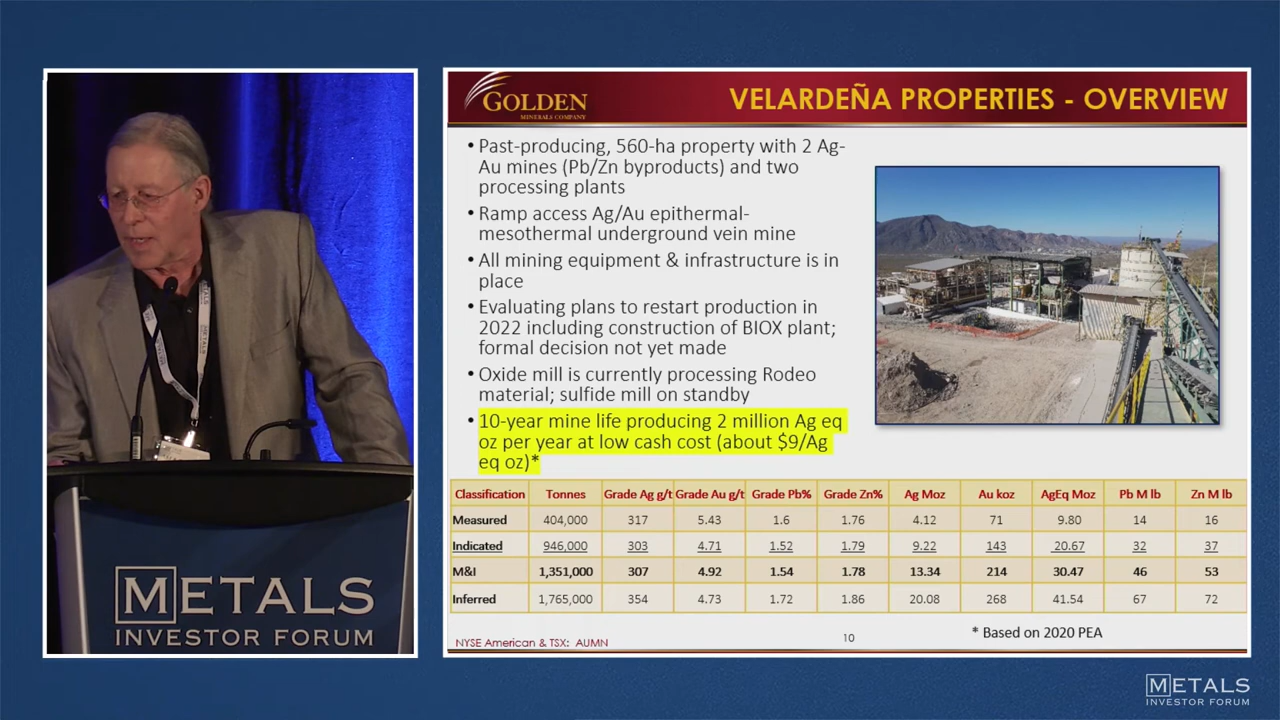 GOLDEN
MINERALS COMPANY
VELARDEÑA PROPERTIES - OVERVIEW
• Past-producing, 560-ha property with 2 Ag-
Au mines (Pb/Zn byproducts) and two
processing plants
• Ramp access Ag/Au epithermal-
mesothermal underground vein mine
• All mining equipment & infrastructure is in
place
• Evaluating plans to restart production in
2022 including construction of BIOX plant;
formal decision not yet made
• Oxide mill is currently processing Rodeo
material; sulfide mill on standby
• 10-year mine life producing 2 million Ag eq
oz per year at low cash cost (about $9/Ag
eq oz)*
Classification Tonnes Grade Ag g/t Grade Au g/t Grade Pb% Grade Zn% Ag Moz Au koz AgEq Moz Pb M lb Zn M lb
Measured 404,000 317 5.43 1.6 1.76 4.12 71 9.80 14 16
Indicated 946,000 303 4.71 1.52 1.79 9.22 143 20.67 32 37
M&I 1,351,000 307 4.92 1.54 1.78 13.34 214 30.47 46 53
Inferred 1,765,000 354 4.73 1.72 1.86 20.08 268 41.54 67 72
NYSE American & TSX: AUMN
10
* Based on 2020 PEA
METALS
METALS
INVESTOR FORUM
METALS
INVESTOR FORUM